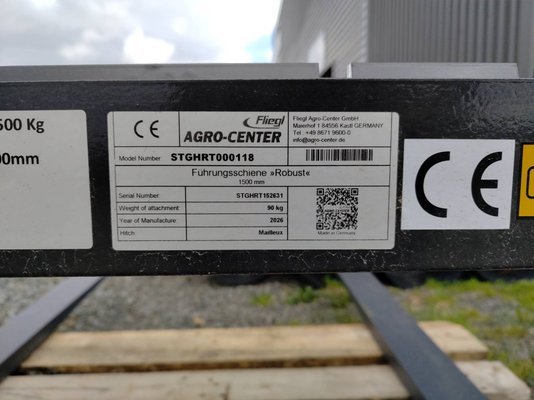 500 Kg
00mm
CE
Fliegl
AGRO-CENTER
Fliegl Agro-Center GmbH
Maierhof 1 84556 Kastl GERMANY
Tel.: +49 8671 9600-0
info@agro-center.de
Model Number: STGHRT000118
Führungsschiene »Robust«
1500 mm
Serial Number: STGHRT152631
Weight of attachment: 90 kg
Year of Manufacture: 2026
Hitch: Mailleux
AGRO-CENTER
Made in Germany
CE